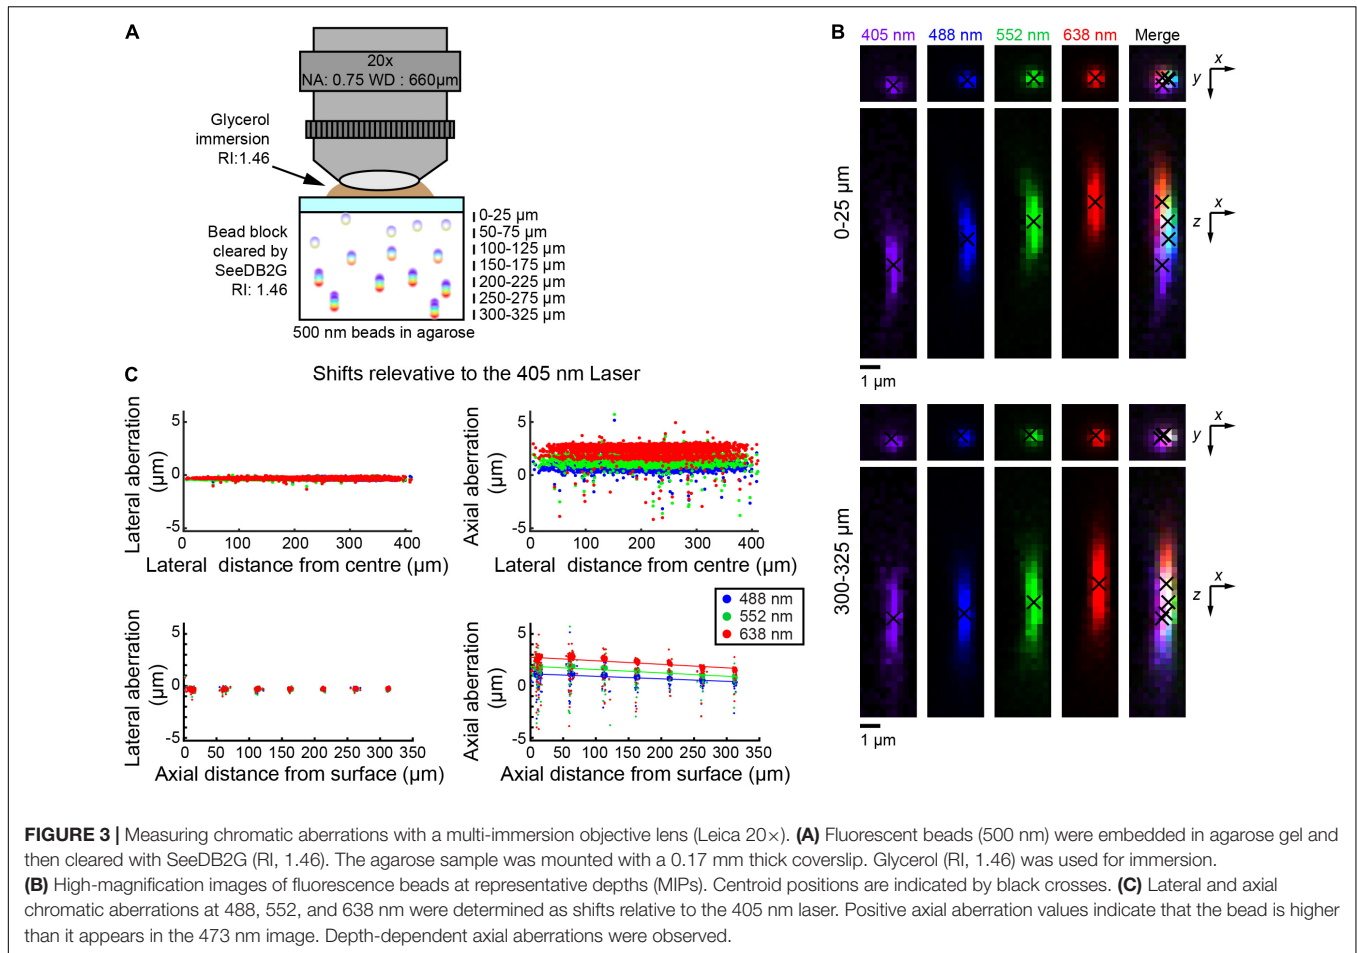 A
20x
NA: 0.75 WD : 660µm
Glycerol
immersion
RI:1.46
Bead block
cleared by
SeeDB2G
RI: 1.46
0-25 µm
50-75 µm
100-125 µm
150-175 µm
200-225 µm
250-275 µm
300-325 µm
500 nm beads in agarose
B
405 nm 488 nm 552 nm 638 nm Merge
x
y
0-25 µm
x
z
1 µm
x
y
300-325 µm
x
z
1 µm
C
Shifts relevative to the 405 nm Laser
Lateral aberration
(µm)
5
0
-5
100 200 300 400
Lateral distance from centre (µm)
Axial aberration
(µm)
5
0
-5
0 100 200 300 400
Lateral distance from centre (µm)
488 nm
552 nm
638 nm
Lateral aberration
(µm)
5
0
-5
0 50 100 150 200 250 300 350
Axial distance from surface (µm)
Axial aberration
(µm)
5
0
-5
0 50 100 150 200 250 300 350
Axial distance from surface (µm)
FIGURE 3 | Measuring chromatic aberrations with a multi-immersion objective lens (Leica 20×). (A) Fluorescent beads (500 nm) were embedded in agarose gel and
then cleared with SeeDB2G (RI, 1.46). The agarose sample was mounted with a 0.17 mm thick coverslip. Glycerol (RI, 1.46) was used for immersion.
(B) High-magnification images of fluorescence beads at representative depths (MIPs). Centroid positions are indicated by black crosses. (C) Lateral and axial
chromatic aberrations at 488, 552, and 638 nm were determined as shifts relative to the 405 nm laser. Positive axial aberration values indicate that the bead is higher
than it appears in the 473 nm image. Depth-dependent axial aberrations were observed.